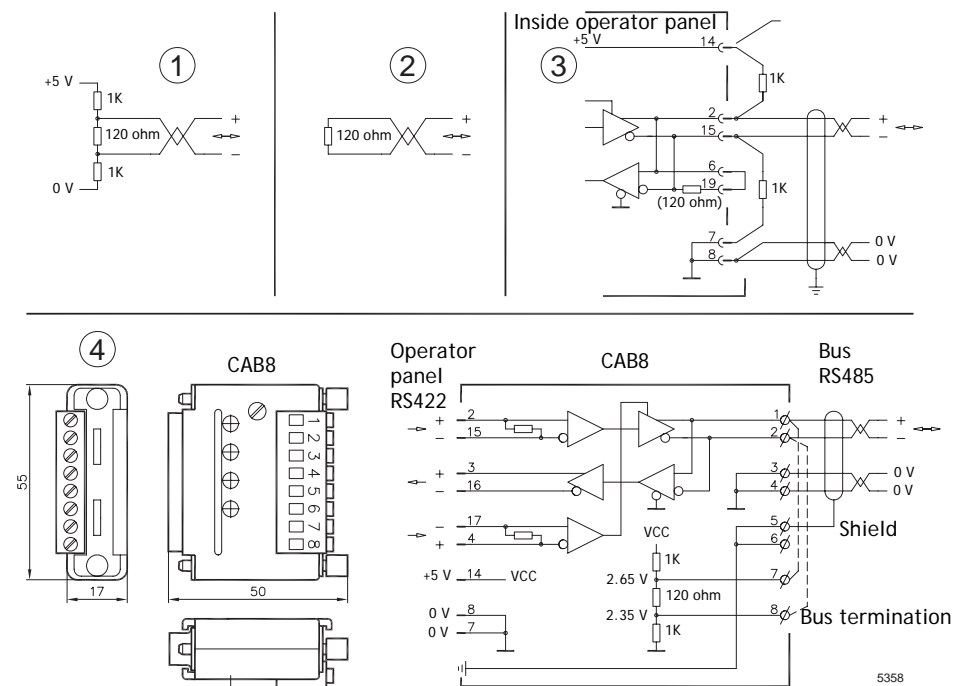 1
+5 V
1K
120 ohm
+
–
1K
0 V
2
120 ohm
+
–
3
Inside operator panel
+5 V
14
1K
2
+
15
–
6
19
(120 ohm)
1K
7
0 V
8
0 V
4
CAB8
55
17
1
2
3
4
5
6
7
8
50
Operator
panel
RS422
CAB8
Bus
RS485
+ 2
– 15
+ 3
– 16
– 17
+ 4
+5 V 14 VCC
0 V 8
0 V 7
1
+
2
–
3
0 V
4
0 V
5
Shield
6
VCC
1K
2.65 V
7
120 ohm
2.35 V
8
Bus termination
1K
5358